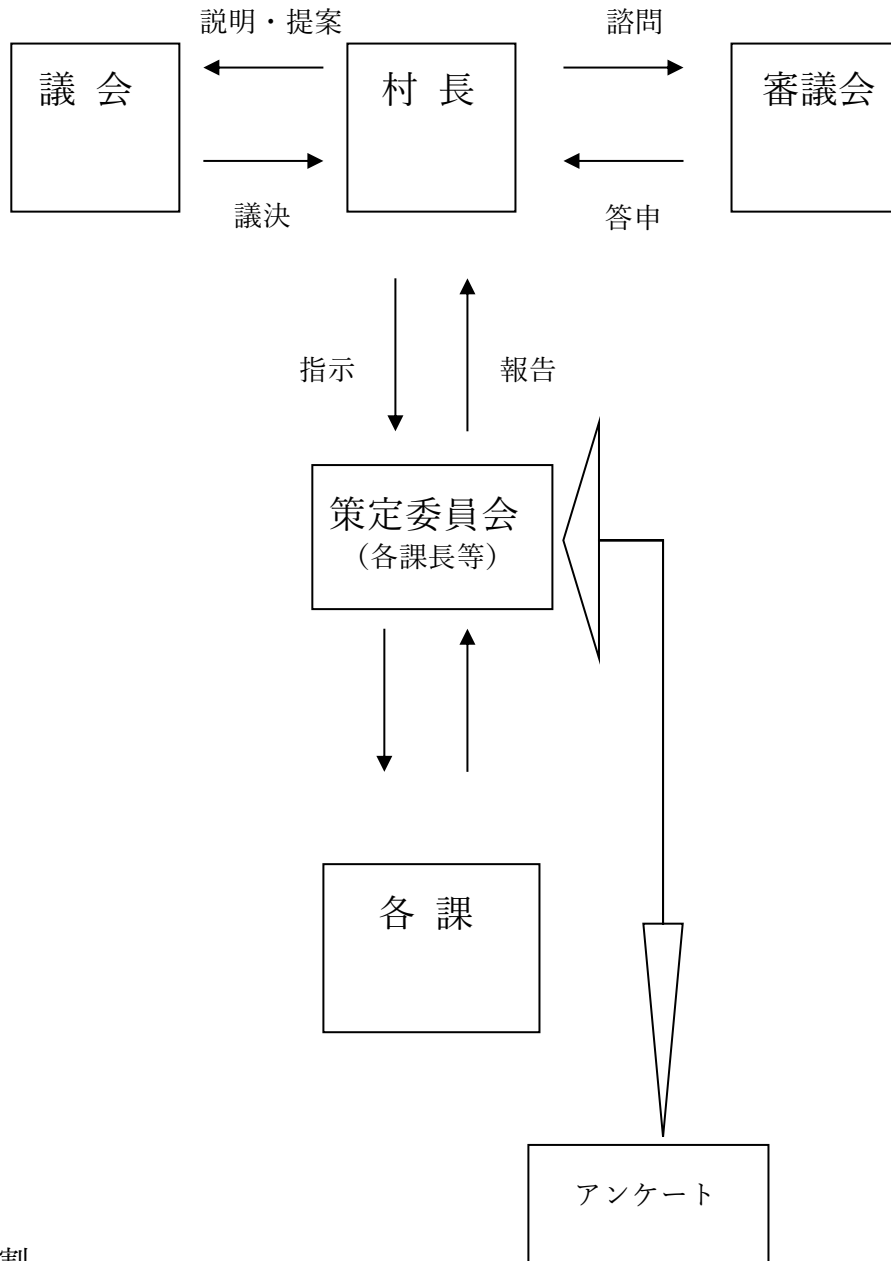 説明・提案
諮問
議 会
村 長
審議会
議決
答申
指示
報告
策定委員会
(各課長等)
各 課
アンケート
割